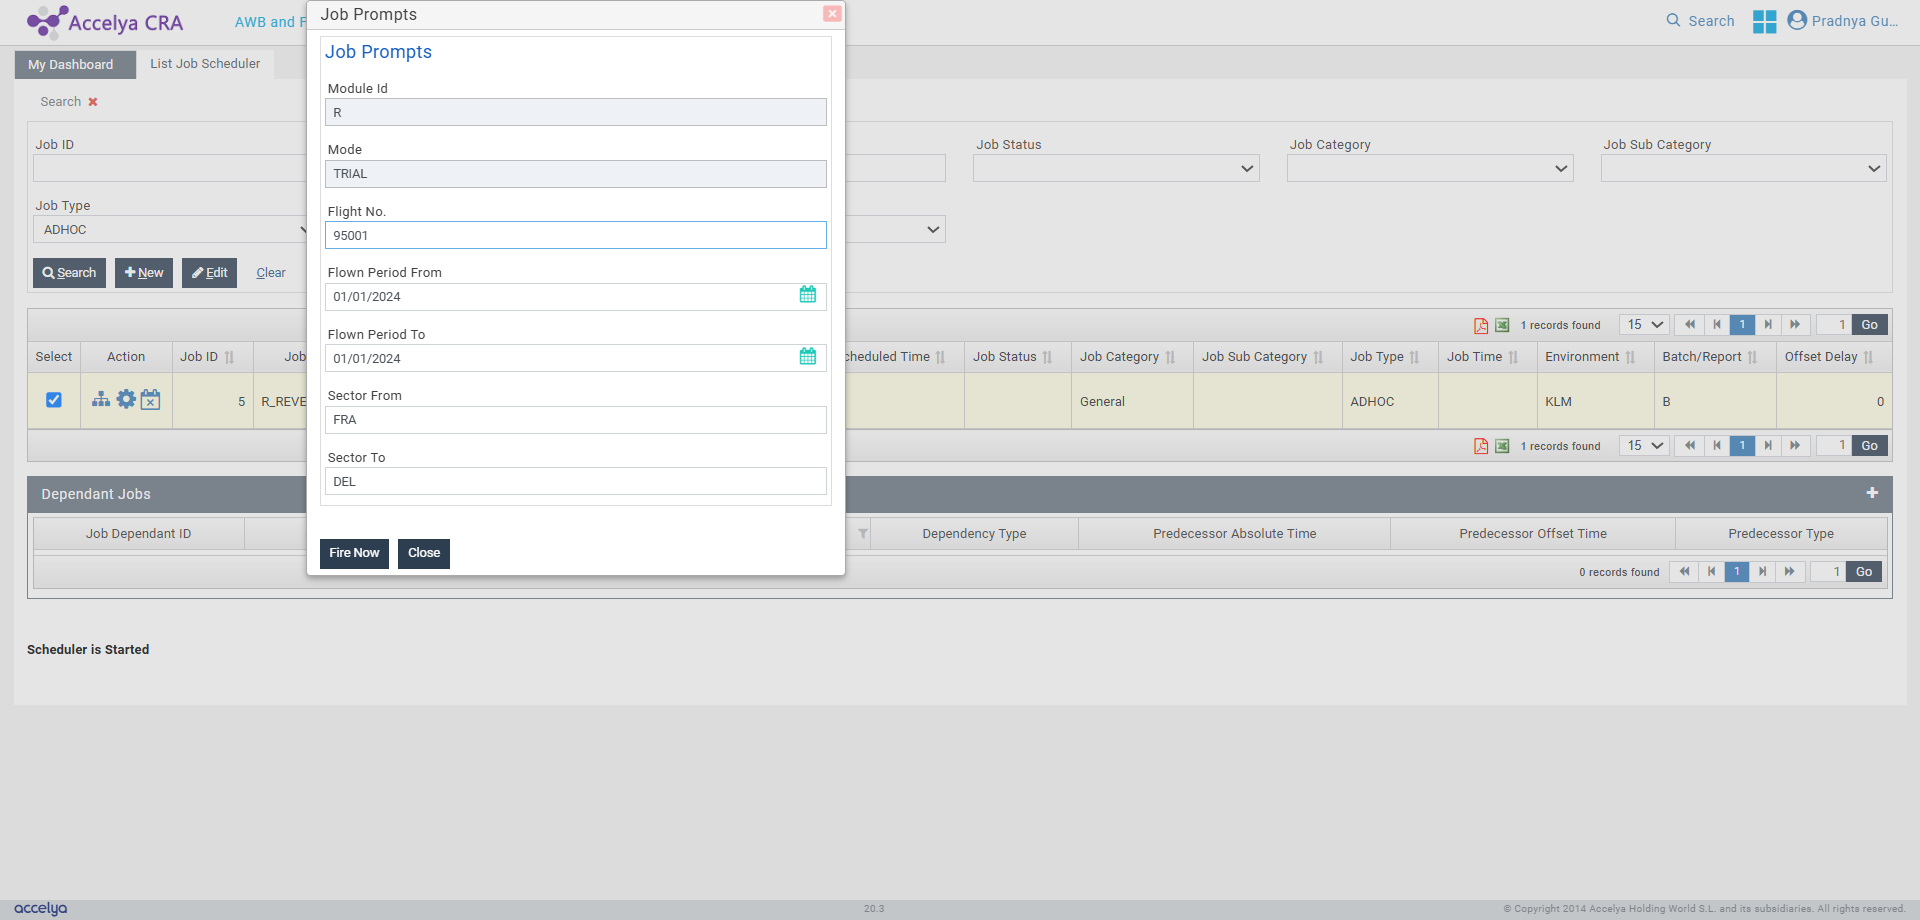 Accelya CRA
AWB and F
Search
Pradnya Gu...
My Dashboard
List Job Scheduler
Search
Job ID
Job Status
Job Category
Job Sub Category
Job Type
ADHOC
Search
New
Edit
Clear
Job Prompts
Job Prompts
Module Id
R
Mode
TRIAL
Flight No.
95001
Flown Period From
01/01/2024
Flown Period To
01/01/2024
Sector From
FRA
Sector To
DEL
Fire Now
Close
1 records found
15
1
1
Go
Select
Action
Job ID
Job
cheduled Time
Job Status
Job Category
Job Sub Category
Job Type
Job Time
Environment
Batch/Report
Offset Delay
5
R_REVE
General
ADHOC
KLM
B
0
1 records found
15
1
1
Go
Dependant Jobs
Job Dependant ID
Dependency Type
Predecessor Absolute Time
Predecessor Offset Time
Predecessor Type
0 records found
1
1
Go
Scheduler is Started
accelya
20.3
© Copyright 2014 Accelya Holding World S.L. and its subsidiaries. All rights reserved.